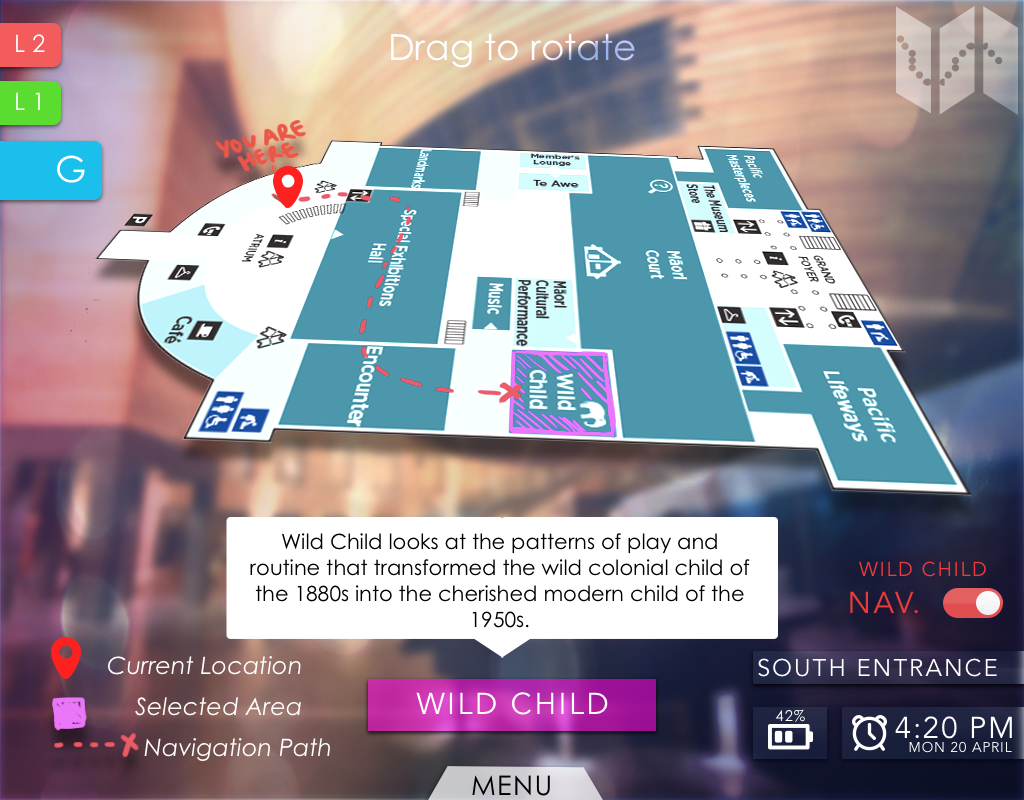 L 2
Drag to rotate
L 1
G
YOU ARE
HERE
Landmarks
Member's
Lounge
Te Awe
Pacific
Masterpieces
The Museum
Store
P
ATRIUM
Special Exhibitions
Hall
Māori
Court
GRAND
FOYER
Music
Māori
Cultural
Performance
Café
Encounter
Wild
Child
Pacific
Lifeways
Wild Child looks at the patterns of play and
routine that transformed the wild colonial child of
the 1880s into the cherished modern child of the
1950s.
WILD CHILD
NAV.
Current Location
Selected Area
Navigation Path
WILD CHILD
SOUTH ENTRANCE
42%
4:20 PM
MON 20 APRIL
MENU